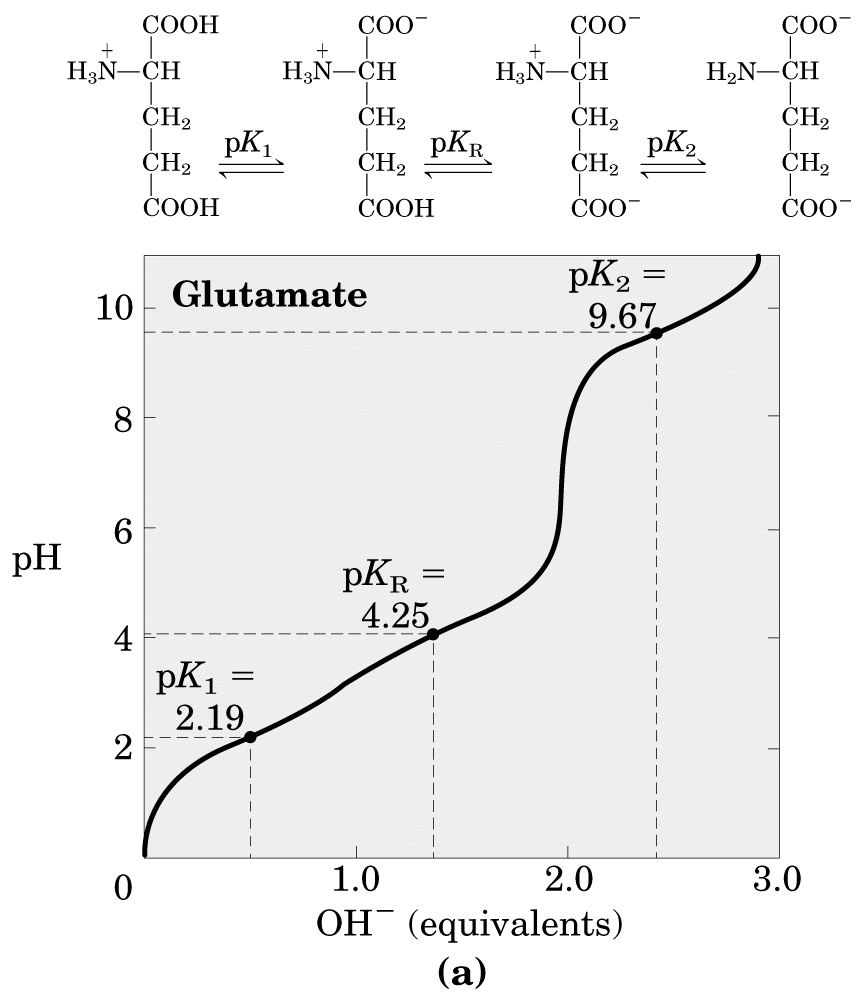 COOH COO⁻ COO⁻ COO⁻
H₃N⁺—CH H₃N⁺—CH H₃N⁺—CH H₂N—CH
CH₂ CH₂ CH₂ CH₂
pK₁ pK_R pK₂
CH₂ CH₂ CH₂ CH₂
COOH COOH COO⁻ COO⁻
Glutamate
pK₂ =
9.67
10
8
6
pH
pK_R =
4.25
4
pK₁ =
2.19
2
0
1.0 2.0 3.0
OH⁻ (equivalents)
(a)